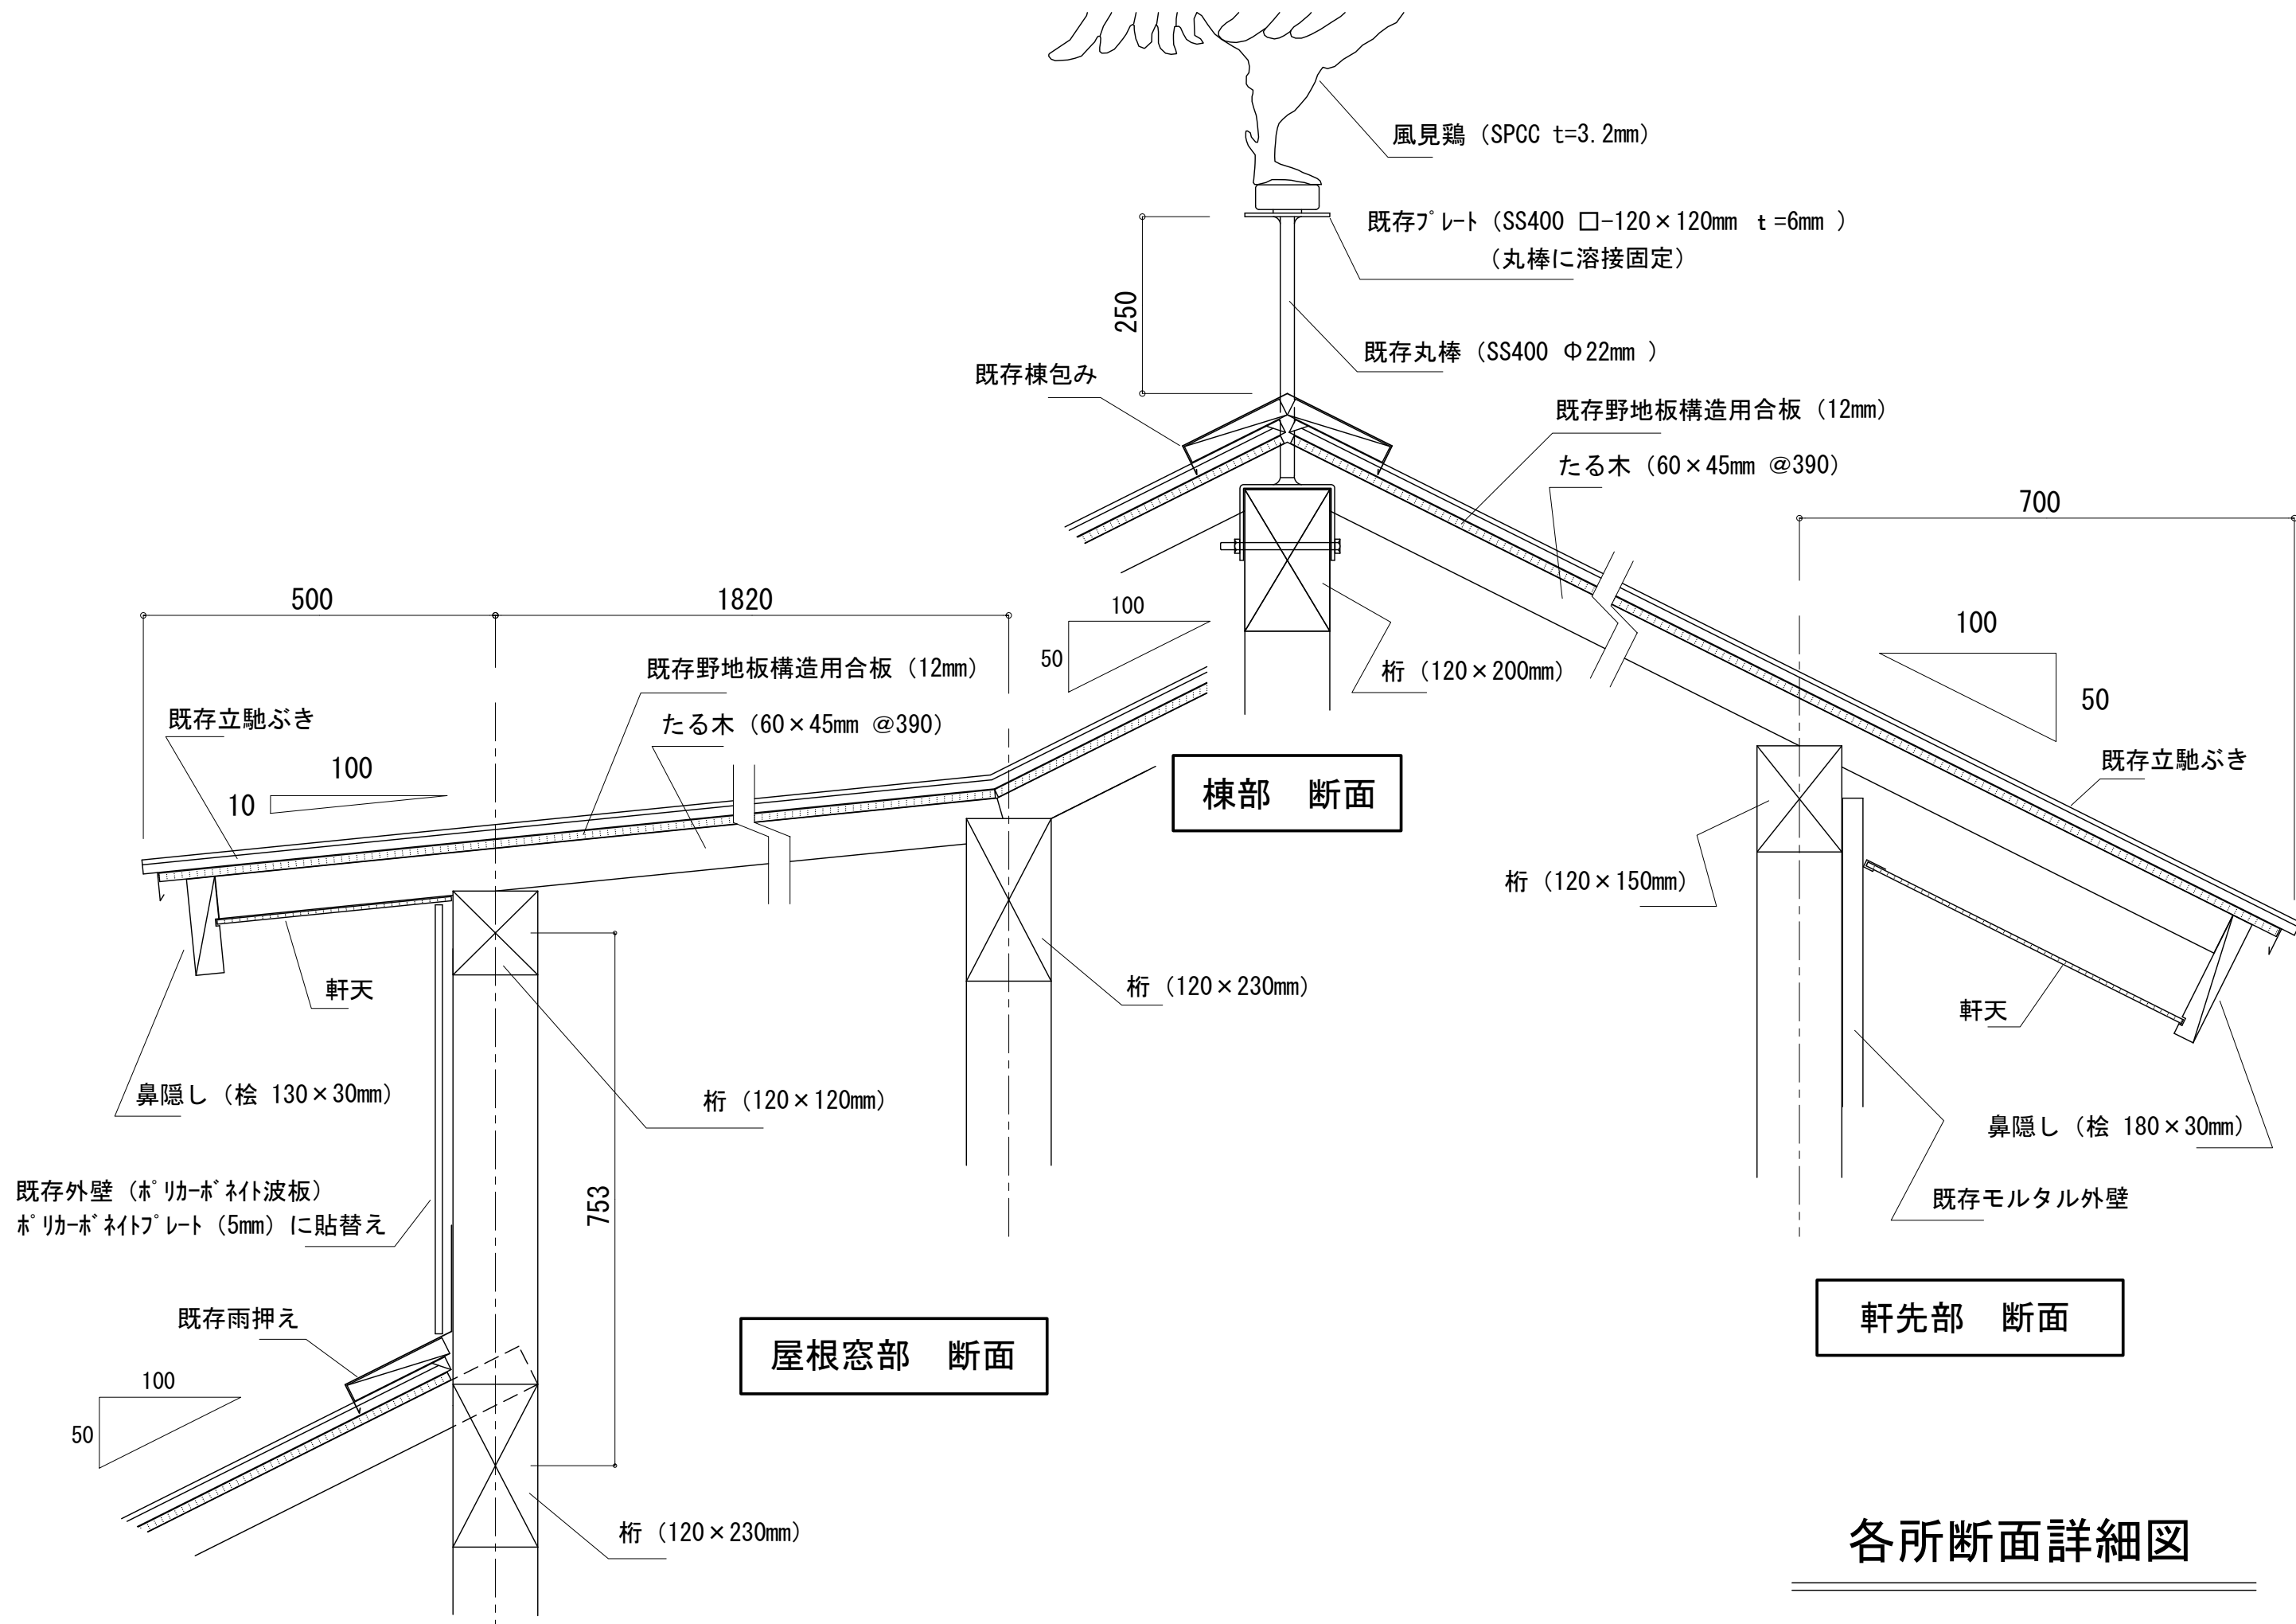 風見鶏（SPCC t=3.2mm）
既存ﾌﾟﾚｰﾄ（SS400 ロ-120×120mm t=6mm ）
（丸棒に溶接固定）
250
既存丸棒（SS400 Φ22mm ）
既存棟包み
既存野地板構造用合板（12mm）
たる木（60×45mm @390）
700
500
1820
100
50
100
50
桁（120×200mm）
既存野地板構造用合板（12mm）
既存立馳ぶき
たる木（60×45mm @390）
既存立馳ぶき
100
10
棟部　断面
桁（120×150mm）
軒天
桁（120×230mm）
軒天
鼻隠し（桧 130×30mm）
桁（120×120mm）
鼻隠し（桧 180×30mm）
既存外壁（ﾎﾟﾘｶｰﾎﾞﾈｲﾄ波板）
ﾎﾟﾘｶｰﾎﾞﾈｲﾄﾌﾟﾚｰﾄ（5mm）に貼替え
753
既存モルタル外壁
既存雨押え
屋根窓部　断面
軒先部　断面
100
50
桁（120×230mm）
各所断面詳細図